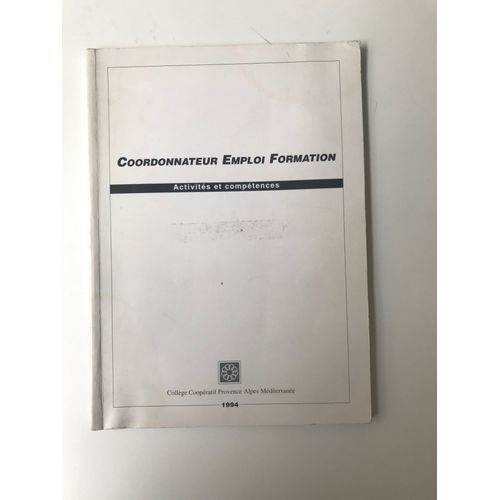 COORDONNATEUR EMPLOI FORMATION
Activités et compétences
Collège Coopératif Provence Alpes Méditerranée
1994